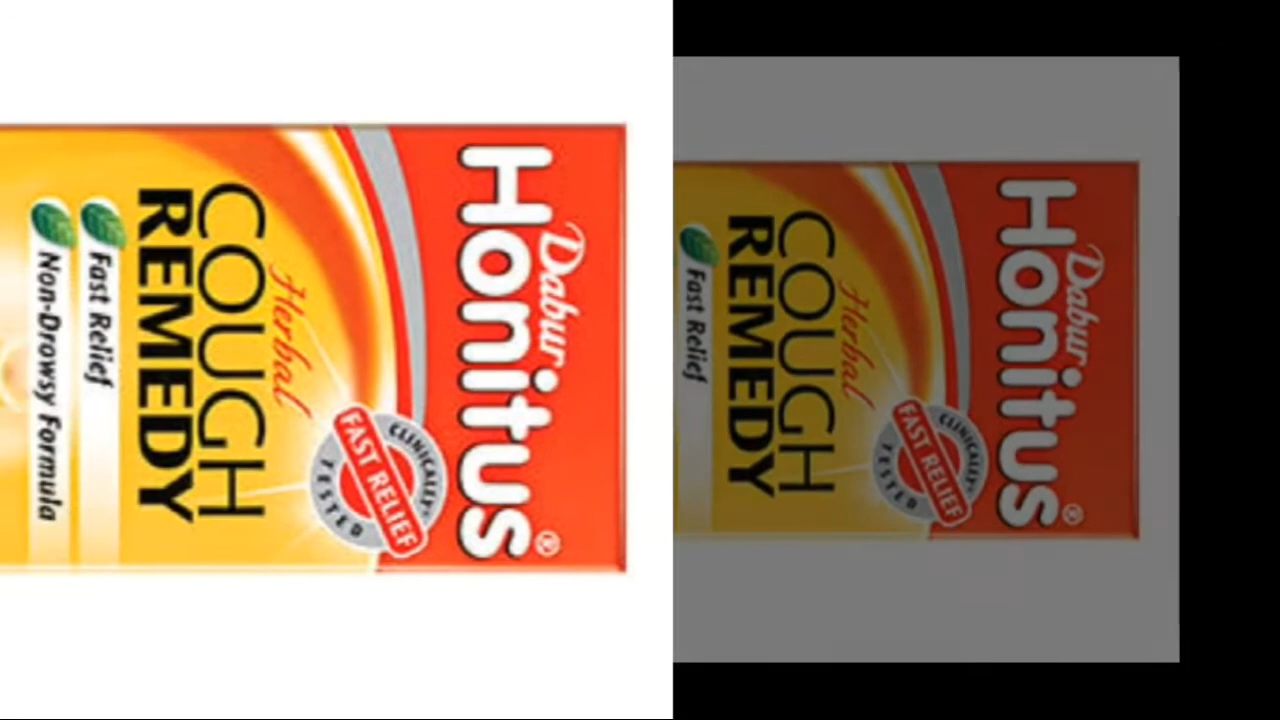 Dabur
Honitus®
CLINICALLY
FAST RELIEF
TESTED
Herbal
COUGH
REMEDY
Fast Relief
Non-Drowsy Formula
Dabur
Honitus®
CLINICALLY
FAST RELIEF
TESTED
Herbal
COUGH
REMEDY
Fast Relief